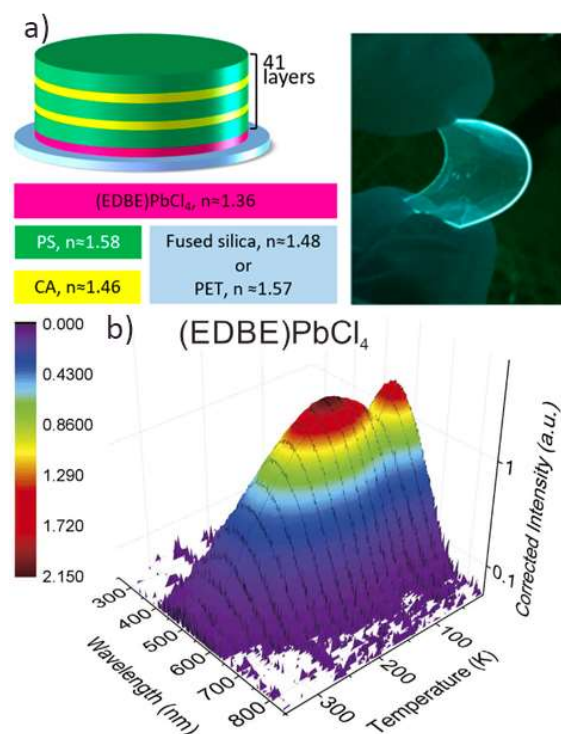 a)
41
layers
(EDBE)PbCl₄, n≈1.36
PS, n≈1.58
CA, n≈1.46
Fused silica, n≈1.48
or
PET, n ≈1.57
b)
(EDBE)PbCl₄
0.000
0.4300
0.8600
1.290
1.720
2.150
300
400
500
600
700
800
Wavelength (nm)
300
200
100
Temperature (K)
1
0.1
Corrected Intensity (a.u.)